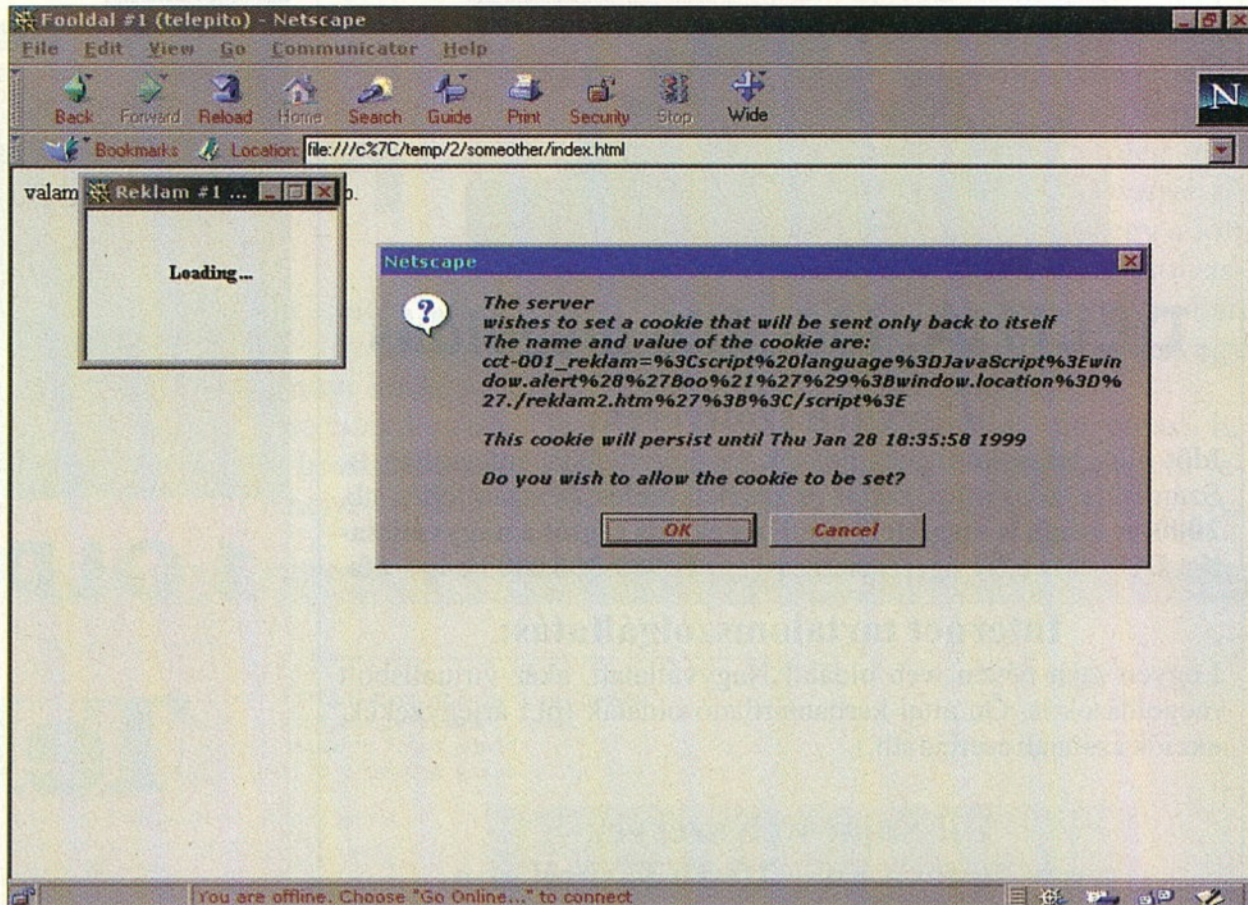 Fooldal #1 (telepito) - Netscape
File Edit View Go Communicator Help
Back Forward Reload Home Search Guide Print Security Stop Wide
N
Bookmarks Location: file:///c%7C/temp/2/someother/index.html
valam
Reklam #1 ...
Loading...
Netscape
The server
wishes to set a cookie that will be sent only back to itself
The name and value of the cookie are:
cct-001_reklam=%3Cscript%20language%3DJavaScript%3Ewin
dow.alert%28%27Boo%21%27%29%3Bwindow.location%3D%
27./reklam2.htm%27%3B%3C/script%3E
This cookie will persist until Thu Jan 28 18:35:58 1999
Do you wish to allow the cookie to be set?
OK Cancel
You are offline. Choose "Go Online..." to connect